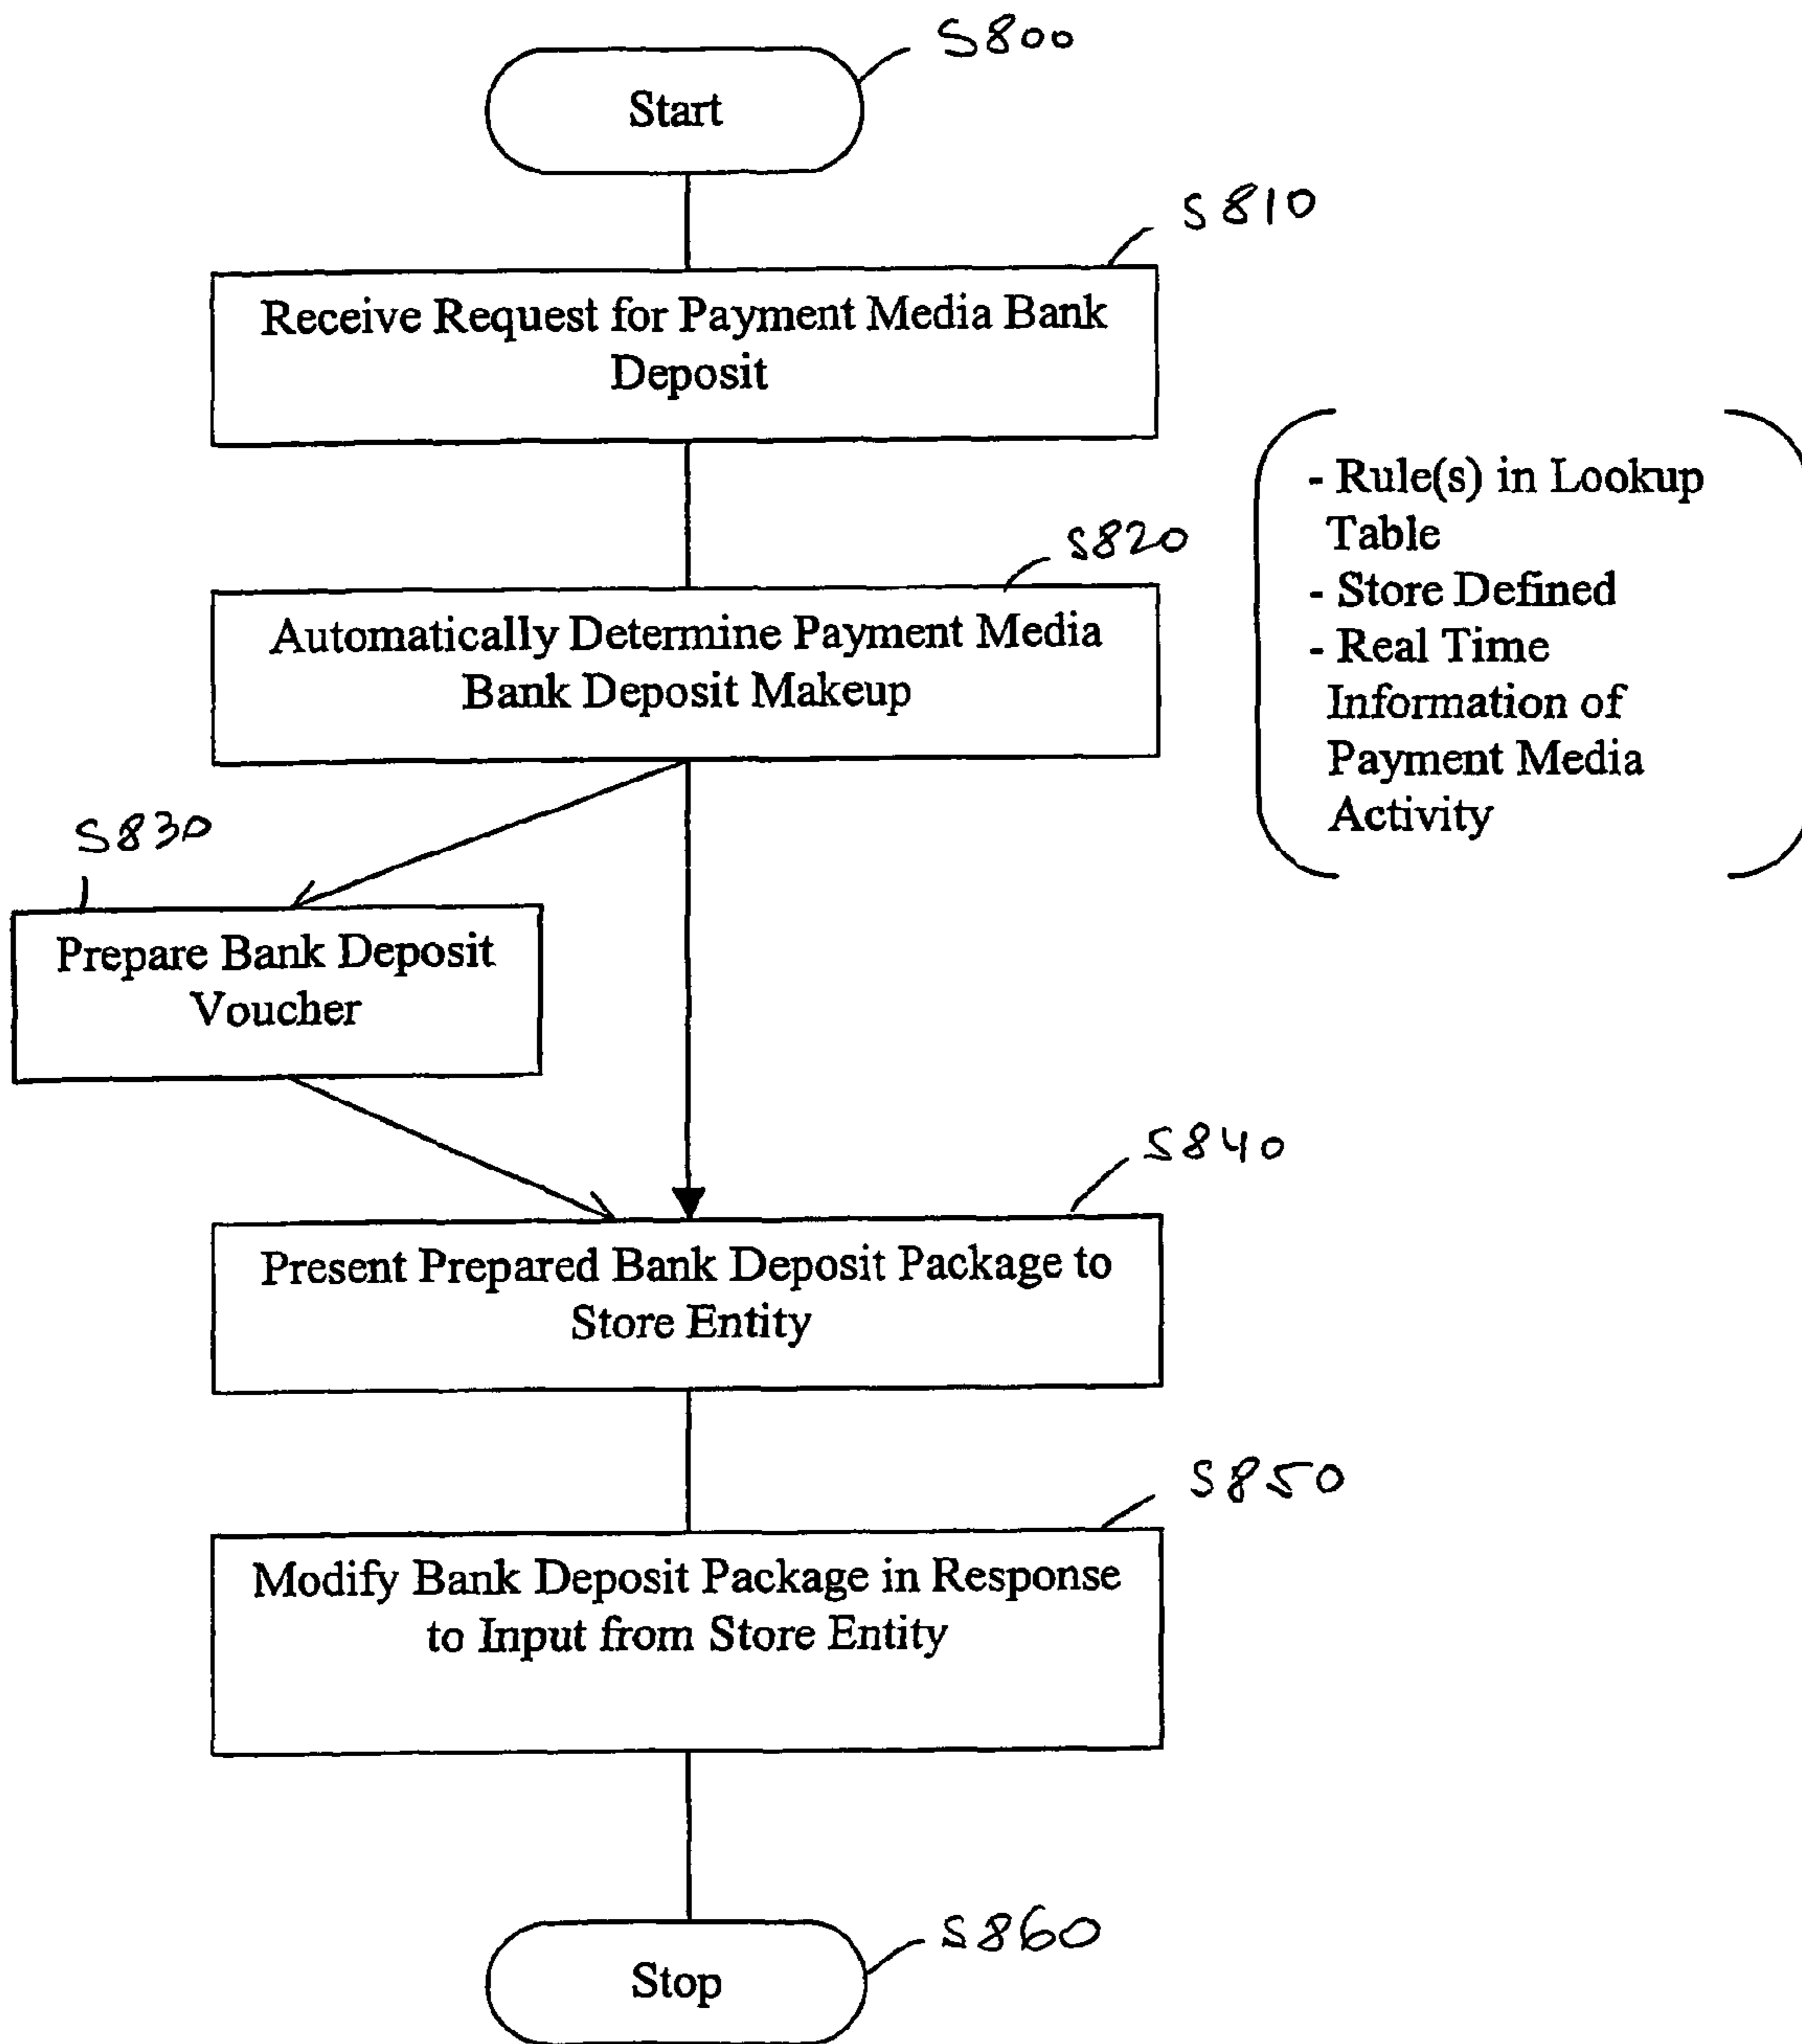 S800
Start
S810
Receive Request for Payment Media Bank
Deposit
S820
Automatically Determine Payment Media
Bank Deposit Makeup
- Rule(s) in Lookup
Table
- Store Defined
- Real Time
Information of
Payment Media
Activity
S830
Prepare Bank Deposit
Voucher
S840
Present Prepared Bank Deposit Package to
Store Entity
S850
Modify Bank Deposit Package in Response
to Input from Store Entity
S860
Stop